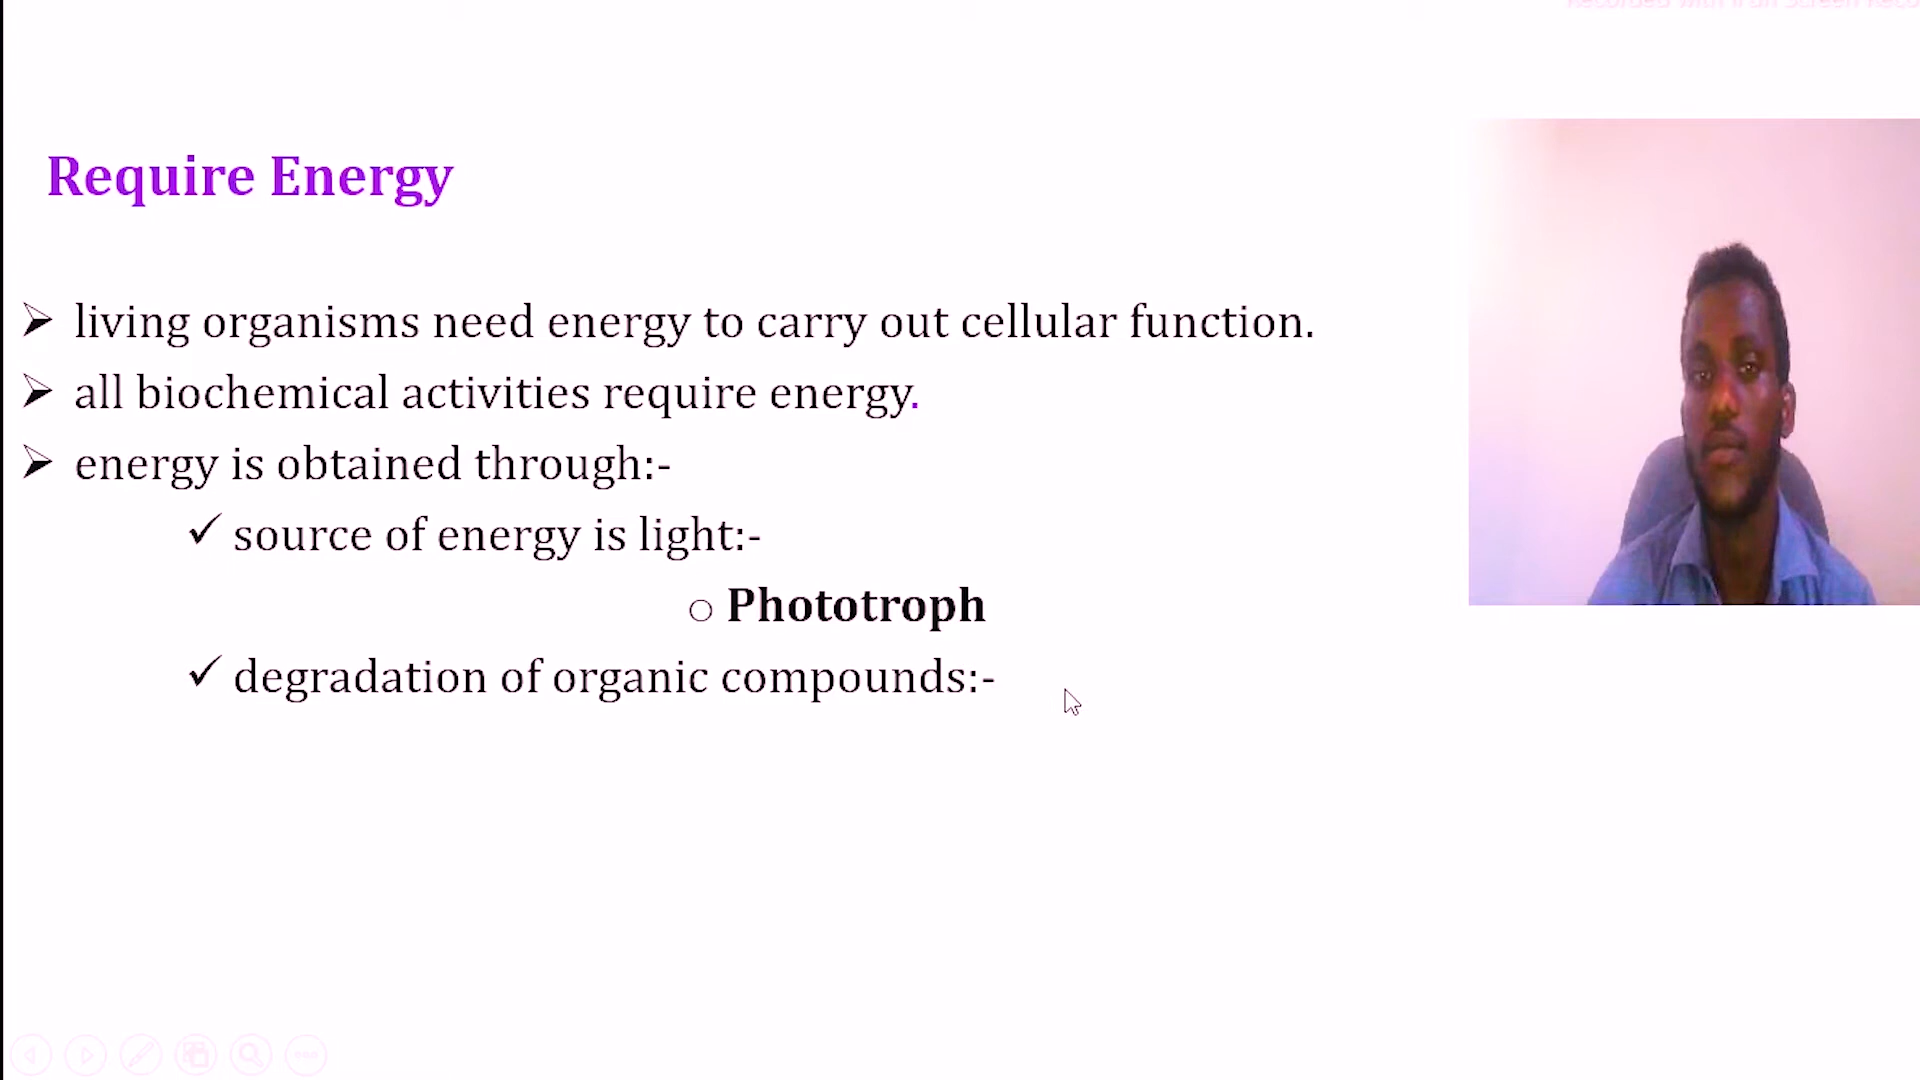 Require Energy
➢ living organisms need energy to carry out cellular function.
➢ all biochemical activities require energy.
➢ energy is obtained through:-
✓ source of energy is light:-
o Phototroph
✓ degradation of organic compounds:-